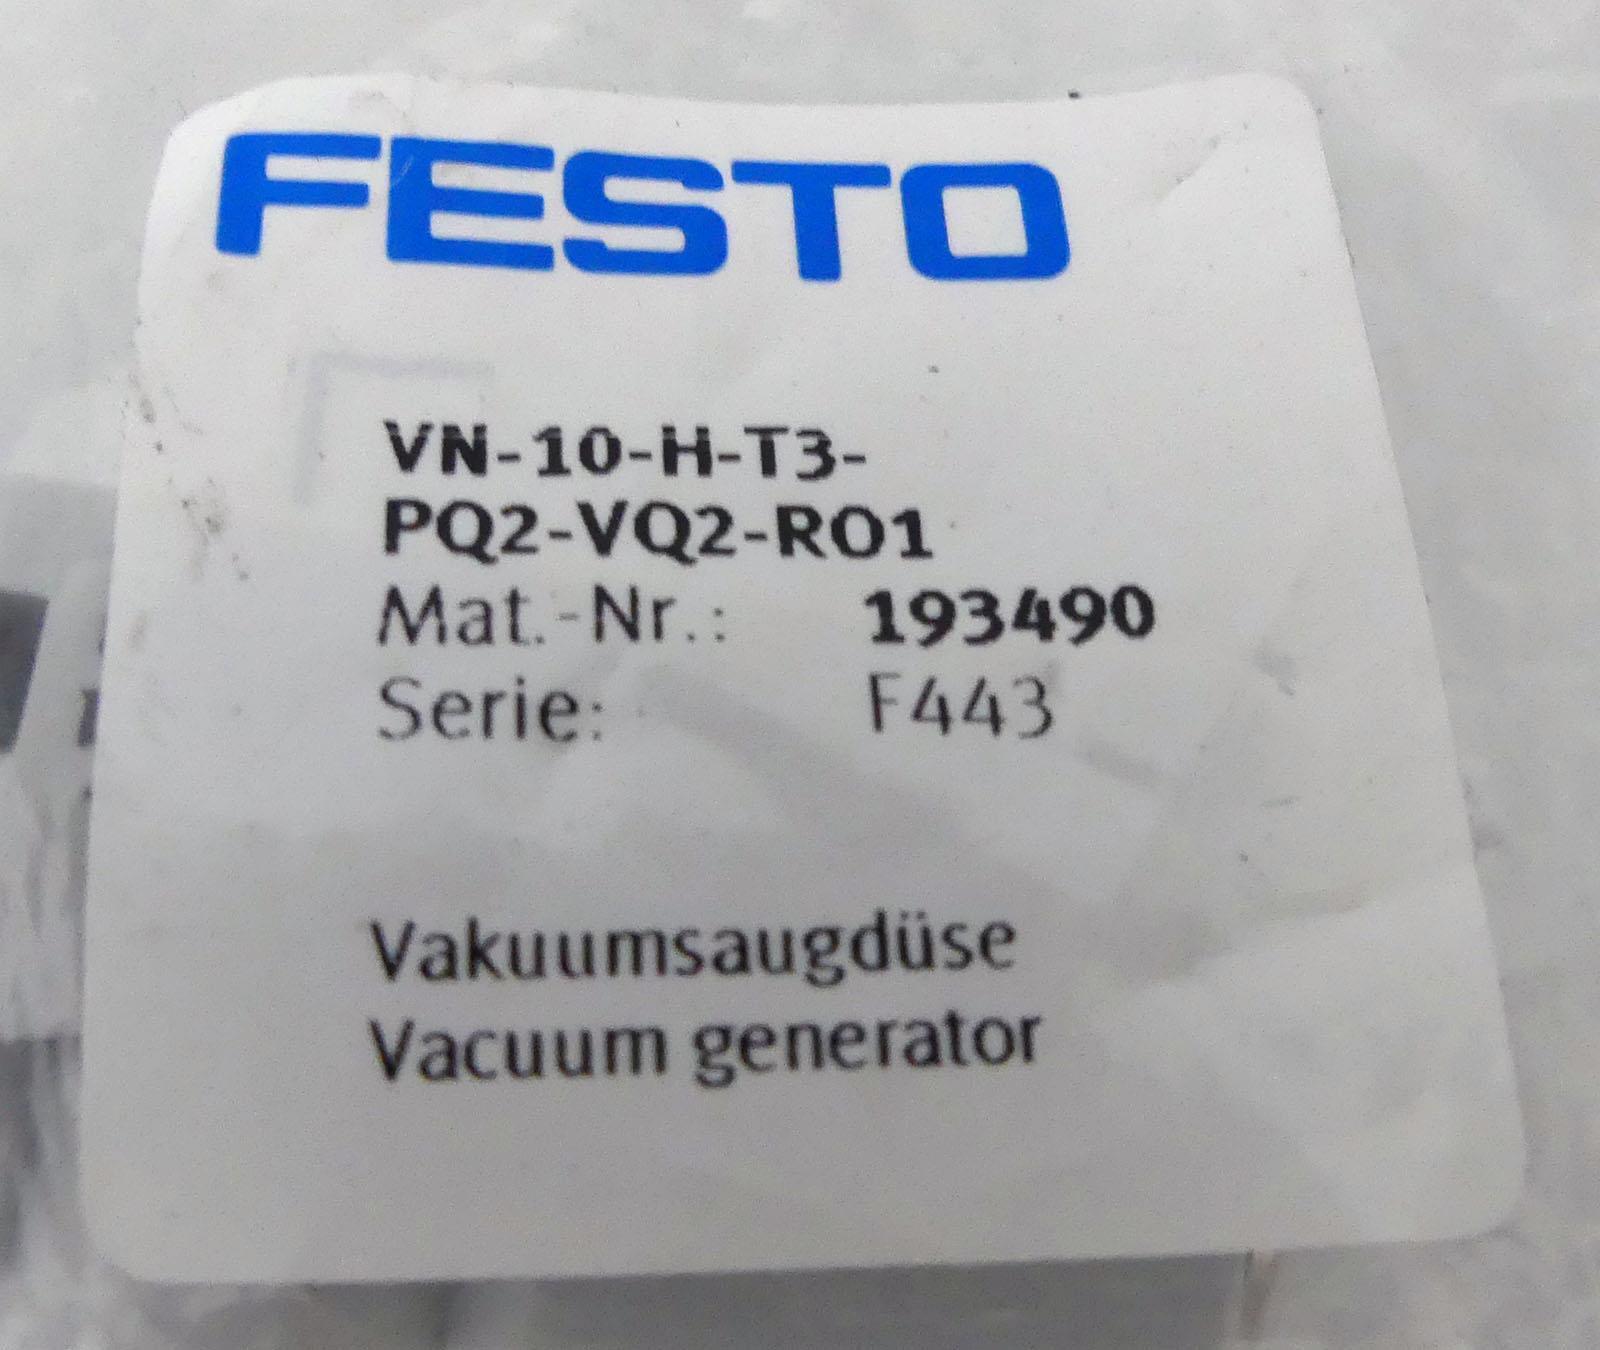 FESTO
VN-10-H-T3-
PQ2-VQ2-RO1
Mat.-Nr.: 193490
Serie: F443
Vakuumsaugdüse
Vacuum generator